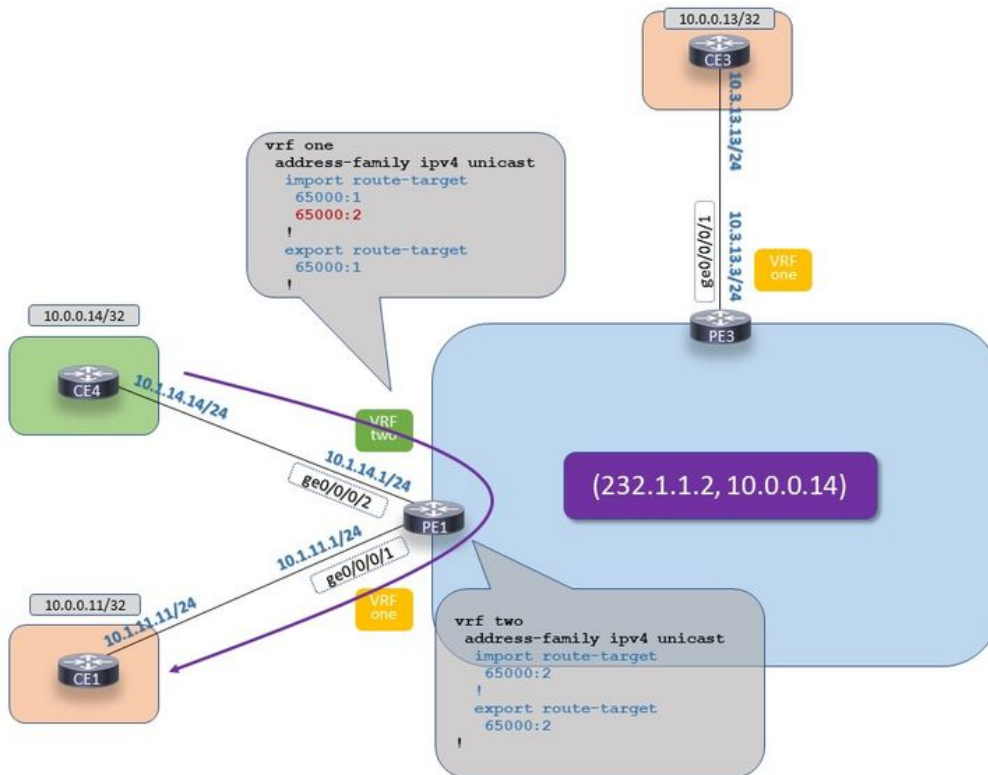 10.0.0.13/32
CE3
10.3.13.13/24
vrf one
address-family ipv4 unicast
import route-target
65000:1
65000:2
!
export route-target
65000:1
!
ge0/0/0/1
10.3.13.3/24
VRF
one
PE3
10.0.0.14/32
CE4
10.1.14.14/24
VRF
two
10.1.14.1/24
ge0/0/0/2
(232.1.1.2, 10.0.0.14)
PE1
10.1.11.1/24
ge0/0/0/1
VRF
one
10.0.0.11/32
10.1.11.11/24
CE1
vrf two
address-family ipv4 unicast
import route-target
65000:2
!
export route-target
65000:2
!